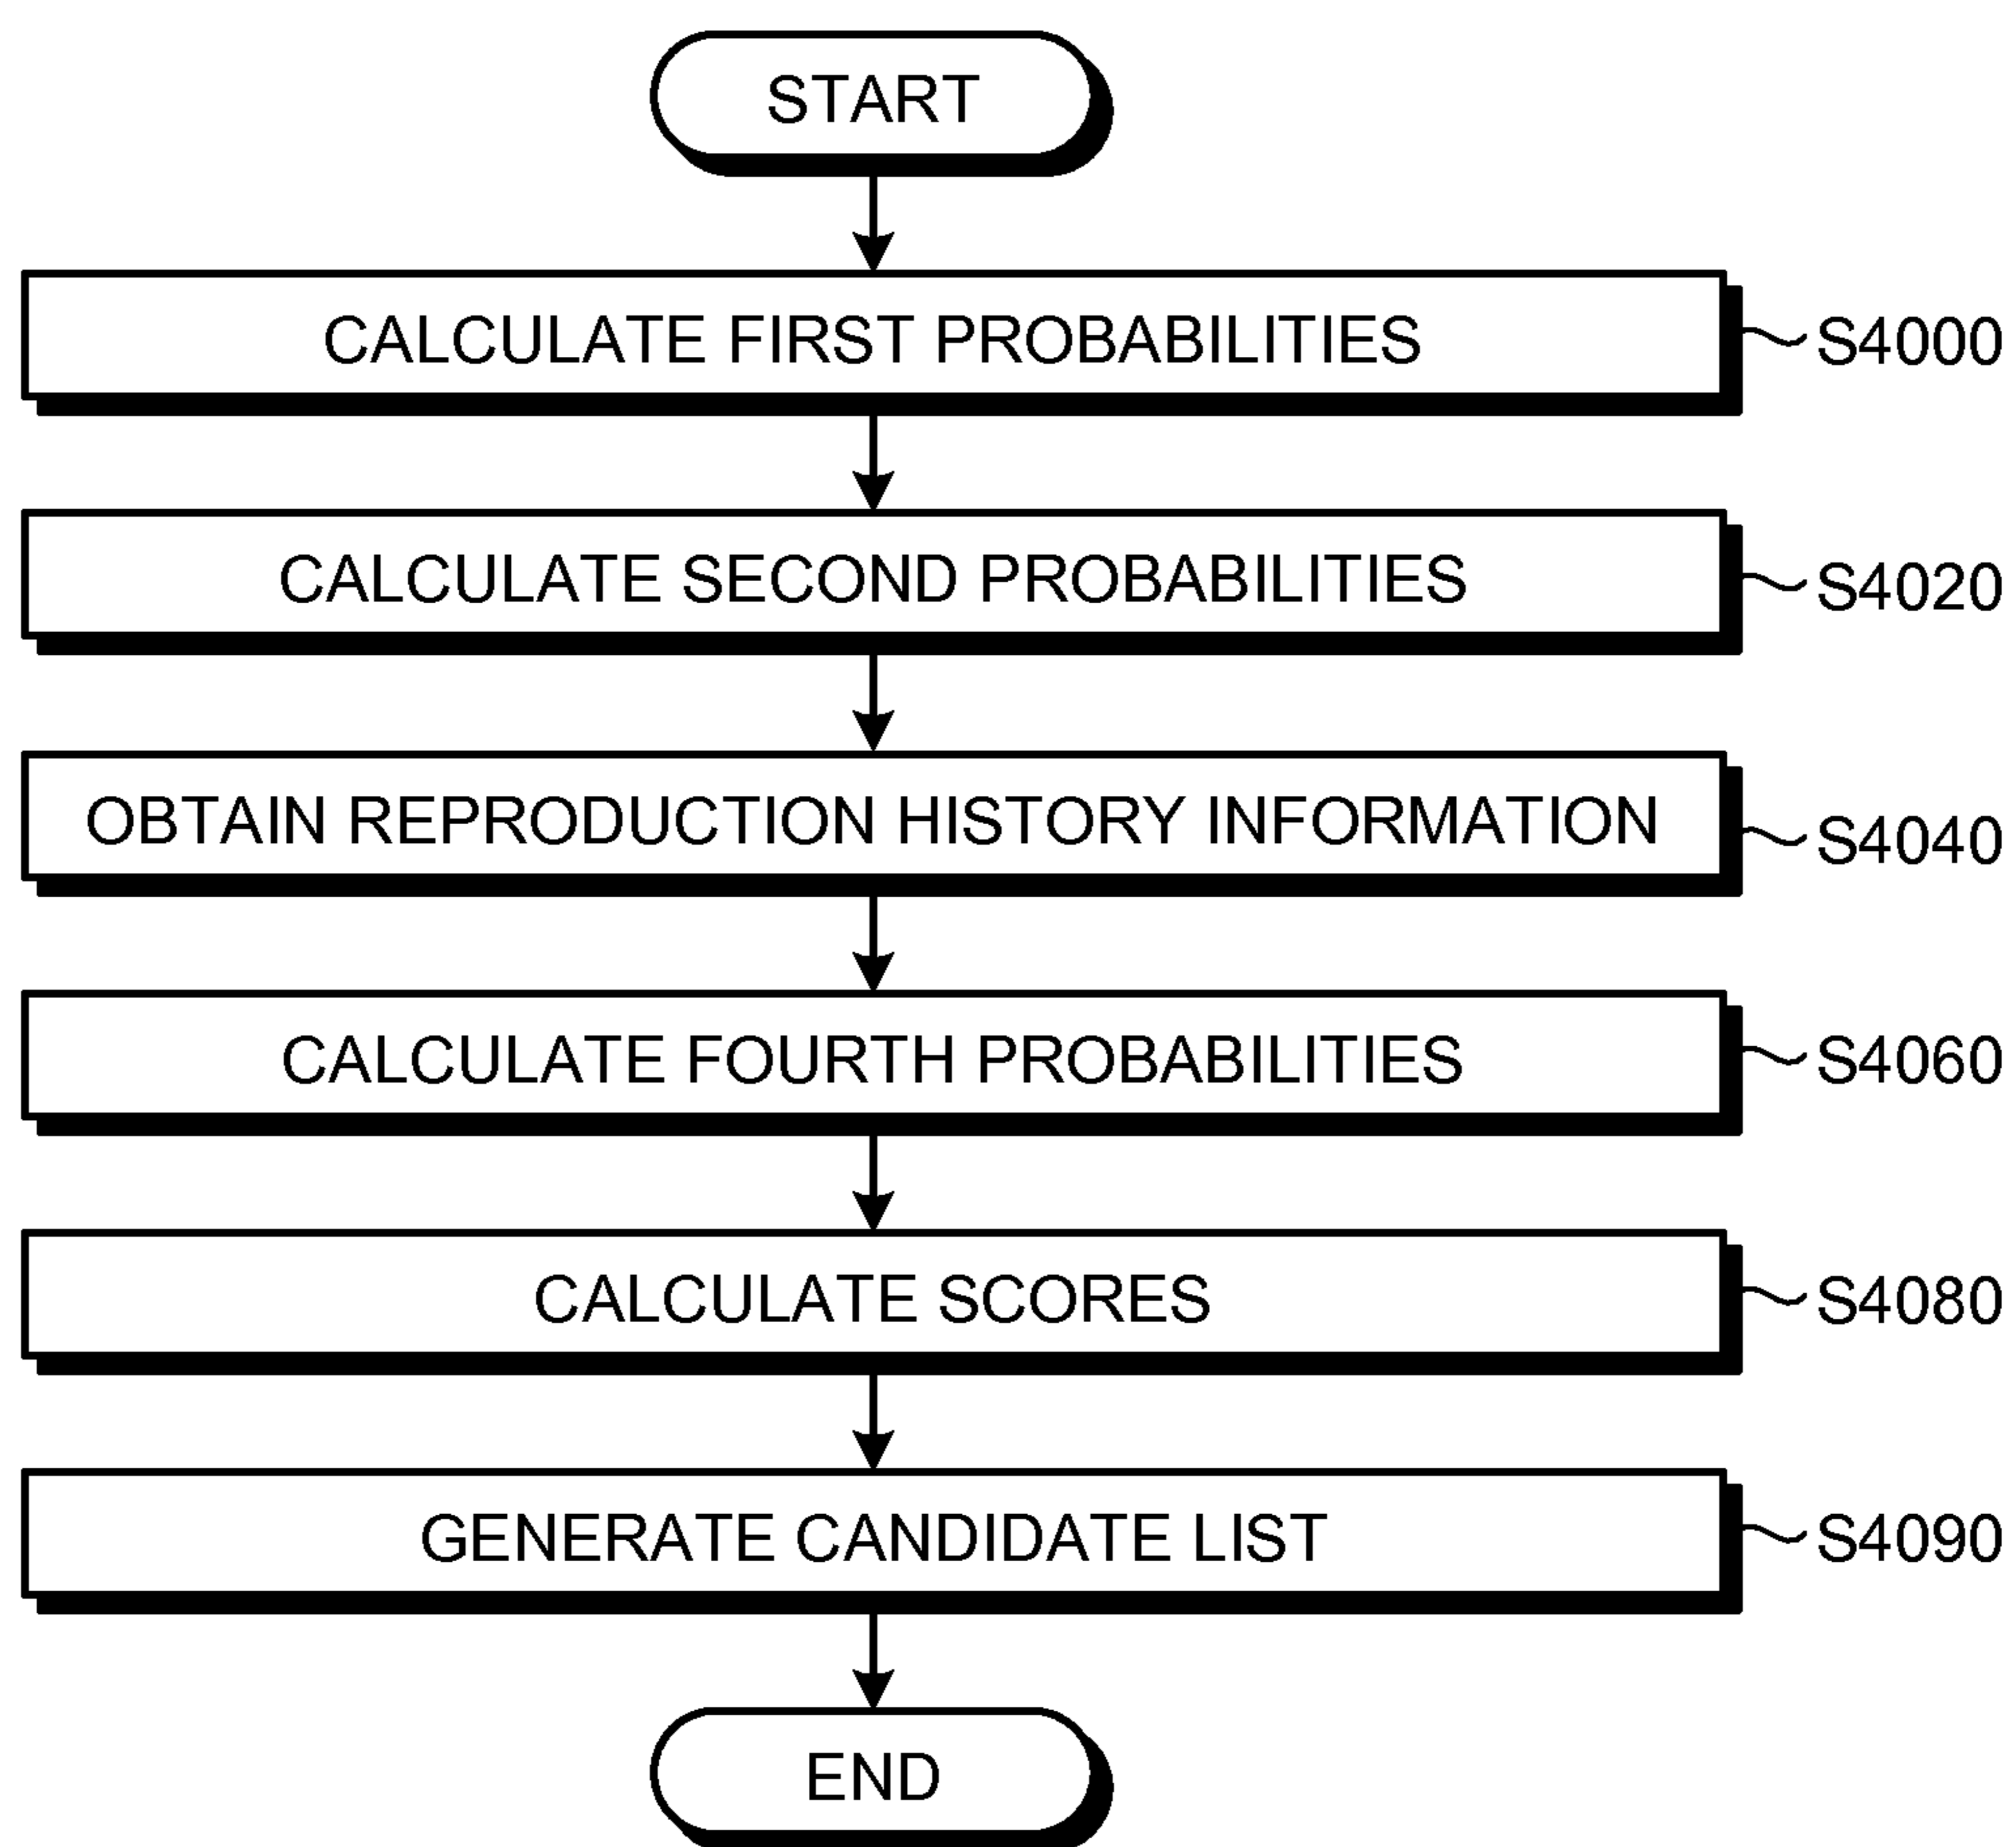 START
CALCULATE FIRST PROBABILITIES
S4000
CALCULATE SECOND PROBABILITIES
S4020
OBTAIN REPRODUCTION HISTORY INFORMATION
S4040
CALCULATE FOURTH PROBABILITIES
S4060
CALCULATE SCORES
S4080
GENERATE CANDIDATE LIST
S4090
END